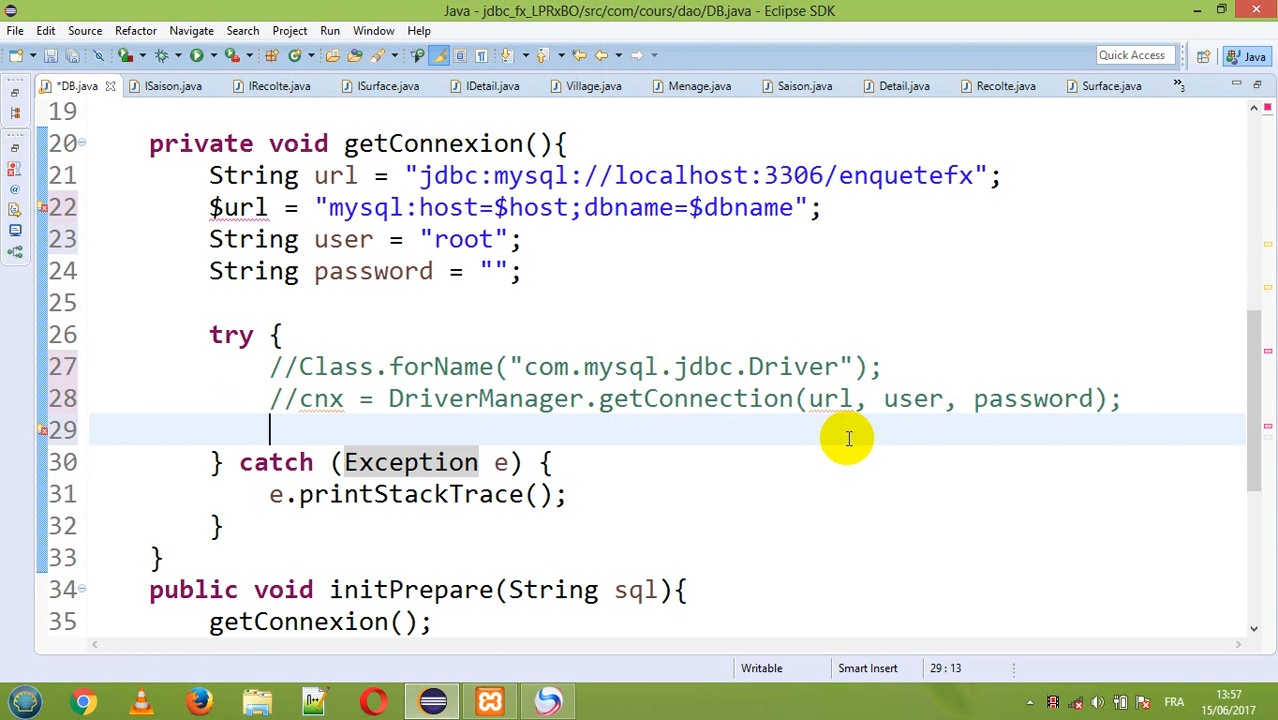 Java - jdbc_fx_LPRxBO/src/com/cours/dao/DB.java - Eclipse SDK
File Edit Source Refactor Navigate Search Project Run Window Help
Quick Access Java
*DB.java ISaison.java IRecolte.java ISurface.java IDetail.java Village.java Menage.java Saison.java Detail.java Recolte.java Surface.java »3
19
20 private void getConnexion(){
21 String url = "jdbc:mysql://localhost:3306/enquetefx";
22 $url = "mysql:host=$host;dbname=$dbname";
23 String user = "root";
24 String password = "";
25
26 try {
27 //Class.forName("com.mysql.jdbc.Driver");
28 //cnx = DriverManager.getConnection(url, user, password);
29
30 } catch (Exception e) {
31 e.printStackTrace();
32 }
33 }
34 public void initPrepare(String sql){
35 getConnexion();
Writable Smart Insert 29 : 13
FRA 13:57
15/06/2017